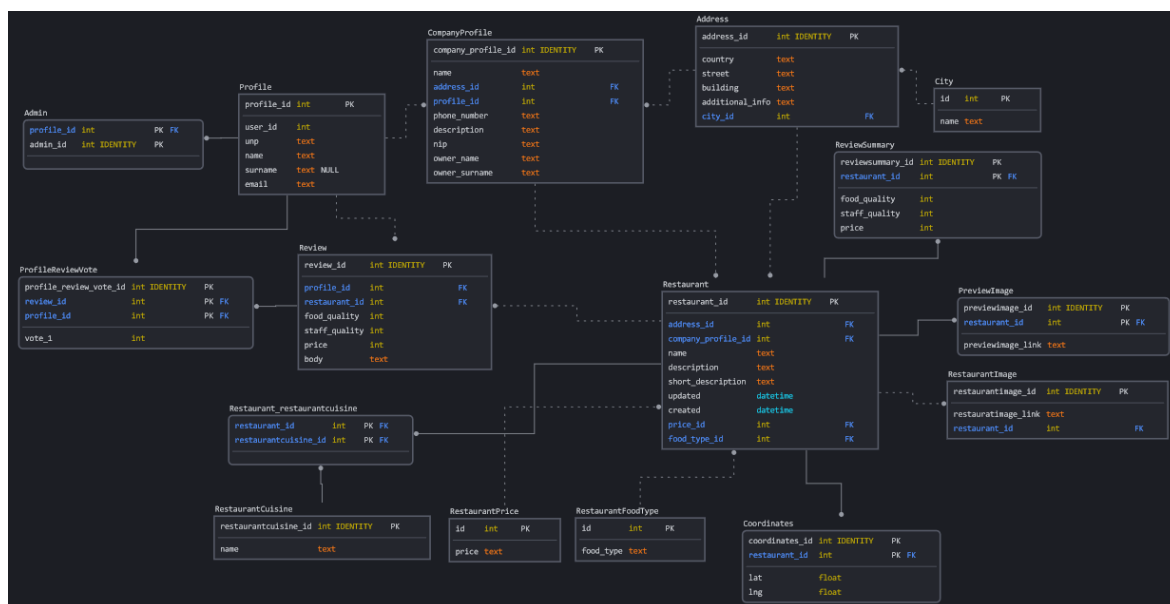 Address
address_id int IDENTITY PK
country text
street text
building text
additional_info text
city_id int FK
CompanyProfile
company_profile_id int IDENTITY PK
name text
address_id int FK
profile_id int FK
phone_number text
description text
nip text
owner_name text
owner_surname text
City
id int PK
name text
Profile
profile_id int PK
user_id int
unp text
name text
surname text NULL
email text
Admin
profile_id int PK FK
admin_id int IDENTITY PK
ReviewSummary
reviewsummary_id int IDENTITY PK
restaurant_id int PK FK
food_quality int
staff_quality int
price int
Review
review_id int IDENTITY PK
profile_id int FK
restaurant_id int FK
food_quality int
staff_quality int
price int
body text
ProfileReviewVote
profile_review_vote_id int IDENTITY PK
review_id int PK FK
profile_id int PK FK
vote_1 int
Restaurant
restaurant_id int IDENTITY PK
address_id int FK
company_profile_id int FK
name text
description text
short_description text
updated datetime
created datetime
price_id int FK
food_type_id int FK
PreviewImage
previewimage_id int IDENTITY PK
restaurant_id int PK FK
previewimage_link text
RestaurantImage
restaurantimage_id int IDENTITY PK
restauratimage_link text
restaurant_id int FK
Restaurant_restaurantcuisine
restaurant_id int PK FK
restaurantcuisine_id int PK FK
RestaurantCuisine
restaurantcuisine_id int IDENTITY PK
name text
RestaurantPrice
id int PK
price text
RestaurantFoodType
id int PK
food_type text
Coordinates
coordinates_id int IDENTITY PK
restaurant_id int PK FK
lat float
lng float